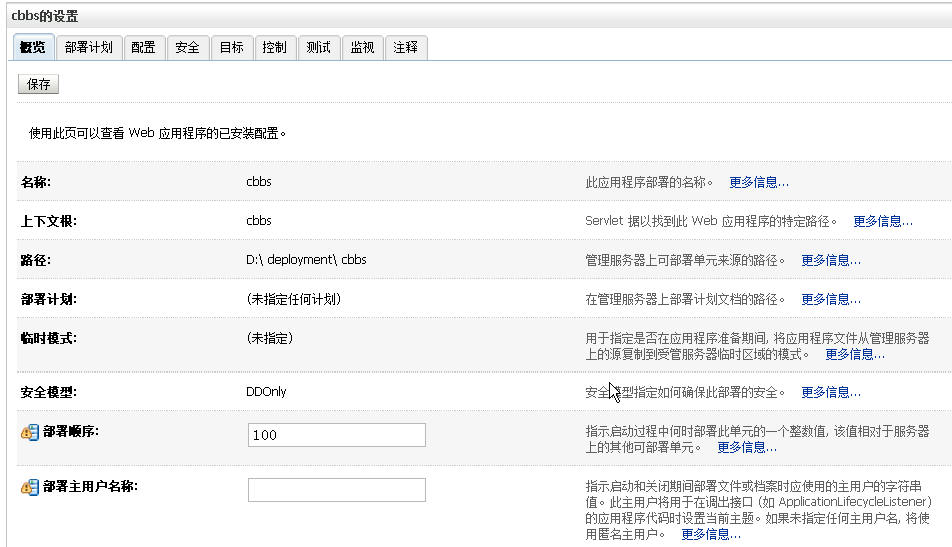 cbbs的设置
概览 部署计划 配置 安全 目标 控制 测试 监视 注释
保存
使用此页可以查看 Web 应用程序的已安装配置。
名称: cbbs 此应用程序部署的名称。 更多信息...
上下文根: cbbs Servlet 据以找到此 Web 应用程序的特定路径。 更多信息...
路径: D:\ deployment\ cbbs 管理服务器上可部署单元来源的路径。 更多信息...
部署计划: (未指定任何计划) 在管理服务器上部署计划文档的路径。 更多信息...
临时模式: (未指定) 用于指定是否在应用程序准备期间, 将应用程序文件从管理服务器
上的源复制到受管服务器临时区域的模式。 更多信息...
安全模型: DDOnly 安全模型指定如何确保此部署的安全。 更多信息...
部署顺序: 100 指示启动过程中何时部署此单元的一个整数值, 该值相对于服务器
上的其他可部署单元。 更多信息...
部署主用户名称: 指示启动和关闭期间部署文件或档案时应使用的主用户的字符串
值。此主用户将用于在调出接口 (如 ApplicationLifecycleListener)
的应用程序代码时设置当前主题。如果未指定任何主用户名, 将使
用匿名主用户。 更多信息...